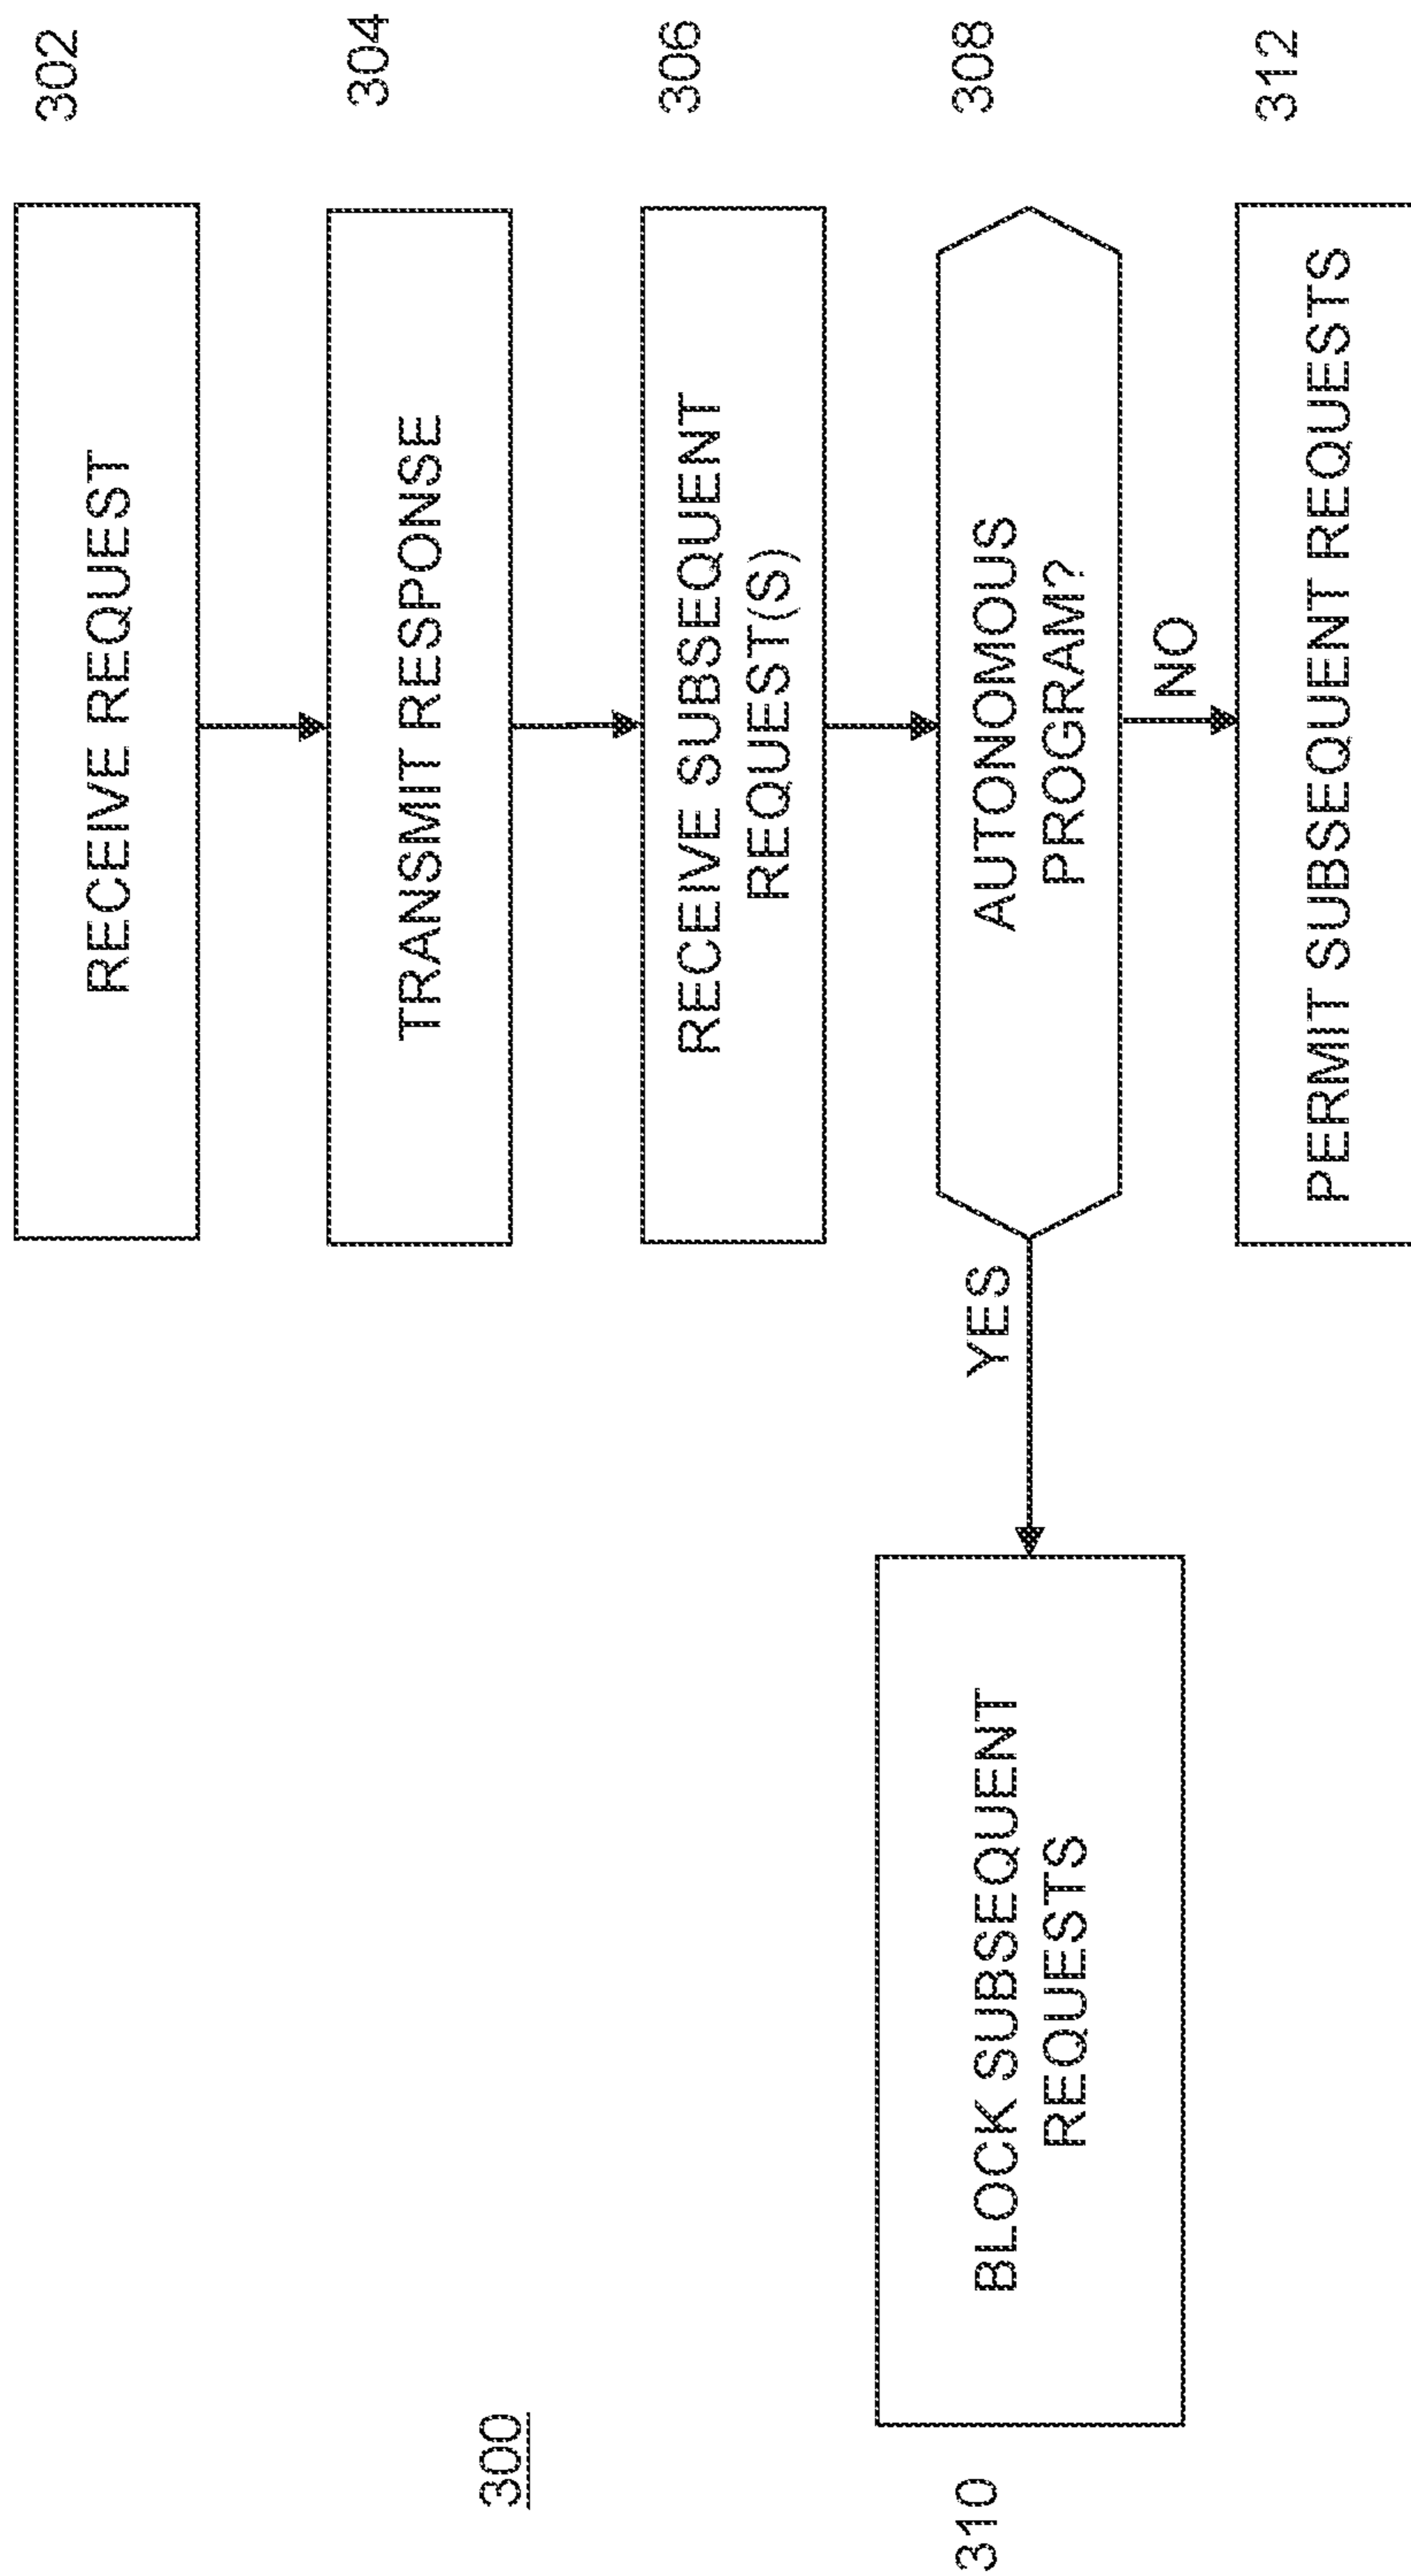 300
RECEIVE REQUEST
302
TRANSMIT RESPONSE
304
RECEIVE SUBSEQUENT
REQUEST(S)
306
AUTONOMOUS
PROGRAM?
308
YES
NO
310
BLOCK SUBSEQUENT
REQUESTS
PERMIT SUBSEQUENT REQUESTS
312